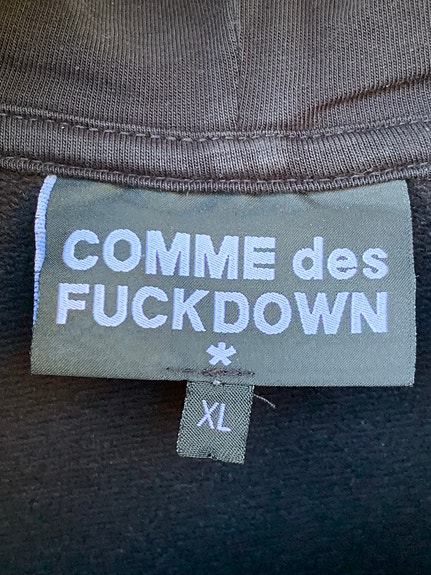 COMME des
FUCKDOWN
*
XL